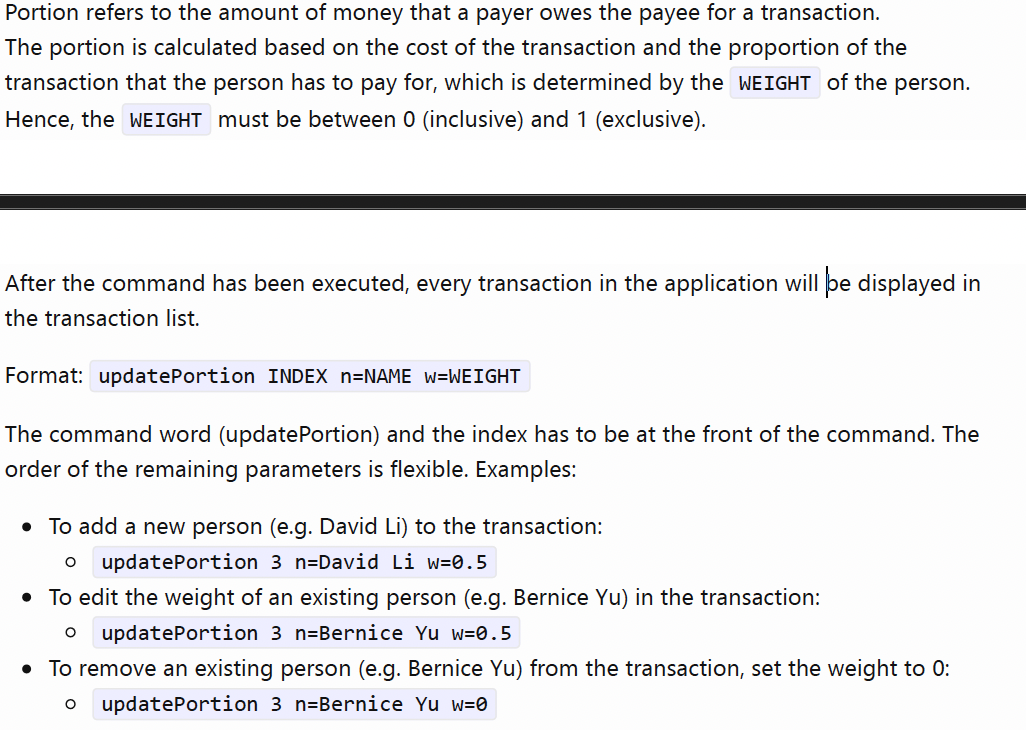 Portion refers to the amount of money that a payer owes the payee for a transaction.
The portion is calculated based on the cost of the transaction and the proportion of the
transaction that the person has to pay for, which is determined by the WEIGHT of the person.
Hence, the WEIGHT must be between 0 (inclusive) and 1 (exclusive).
After the command has been executed, every transaction in the application will be displayed in
the transaction list.
Format: updatePortion INDEX n=NAME w=WEIGHT
The command word (updatePortion) and the index has to be at the front of the command. The
order of the remaining parameters is flexible. Examples:
• To add a new person (e.g. David Li) to the transaction:
○ updatePortion 3 n=David Li w=0.5
• To edit the weight of an existing person (e.g. Bernice Yu) in the transaction:
○ updatePortion 3 n=Bernice Yu w=0.5
• To remove an existing person (e.g. Bernice Yu) from the transaction, set the weight to 0:
○ updatePortion 3 n=Bernice Yu w=0